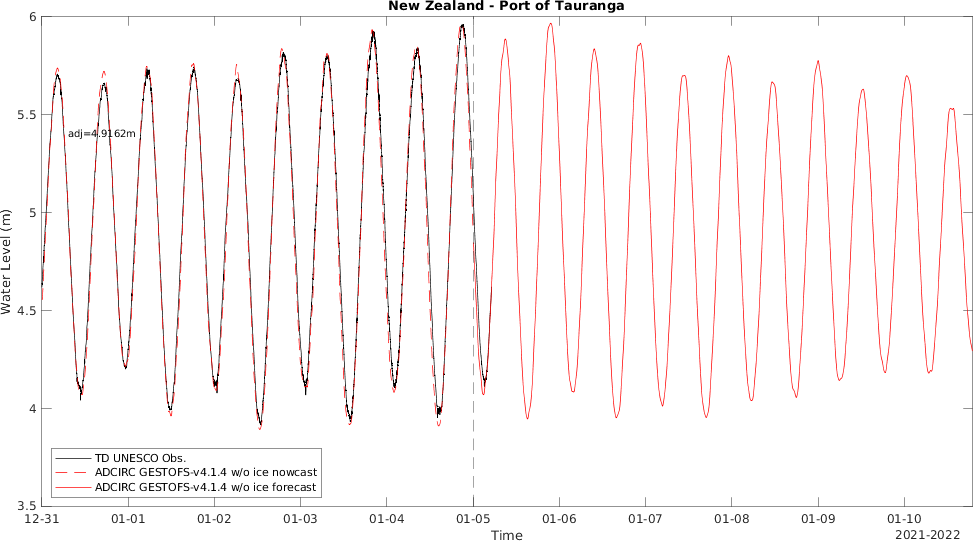 New Zealand - Port of Tauranga
Water Level (m)
6
5.5
5
4.5
4
3.5
adj=4.9162m
TD UNESCO Obs.
ADCIRC GESTOFS-v4.1.4 w/o ice nowcast
ADCIRC GESTOFS-v4.1.4 w/o ice forecast
12-31 01-01 01-02 01-03 01-04 01-05 01-06 01-07 01-08 01-09 01-10
Time
2021-2022